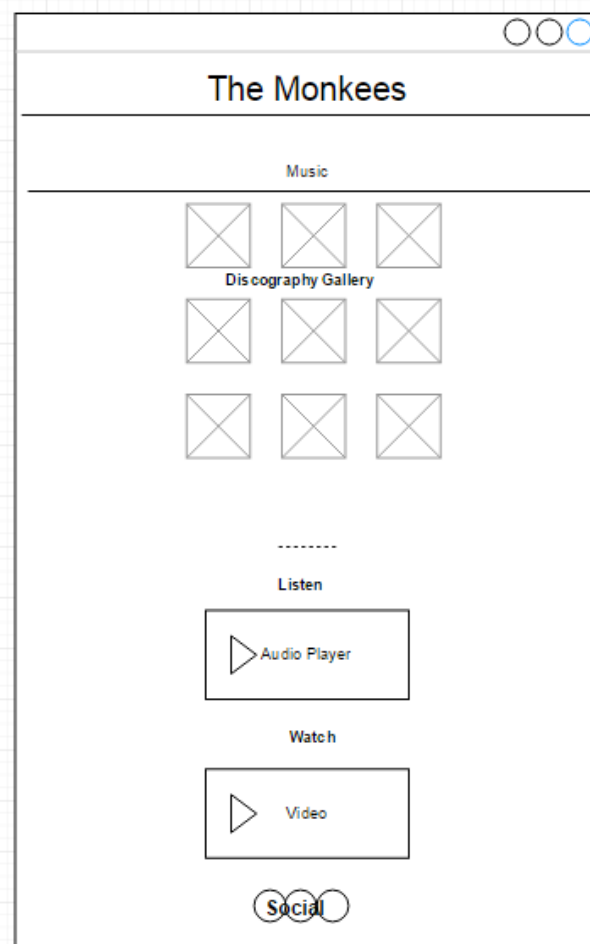 The Monkees
Music
Discography Gallery
Listen
Audio Player
Watch
Video
Social